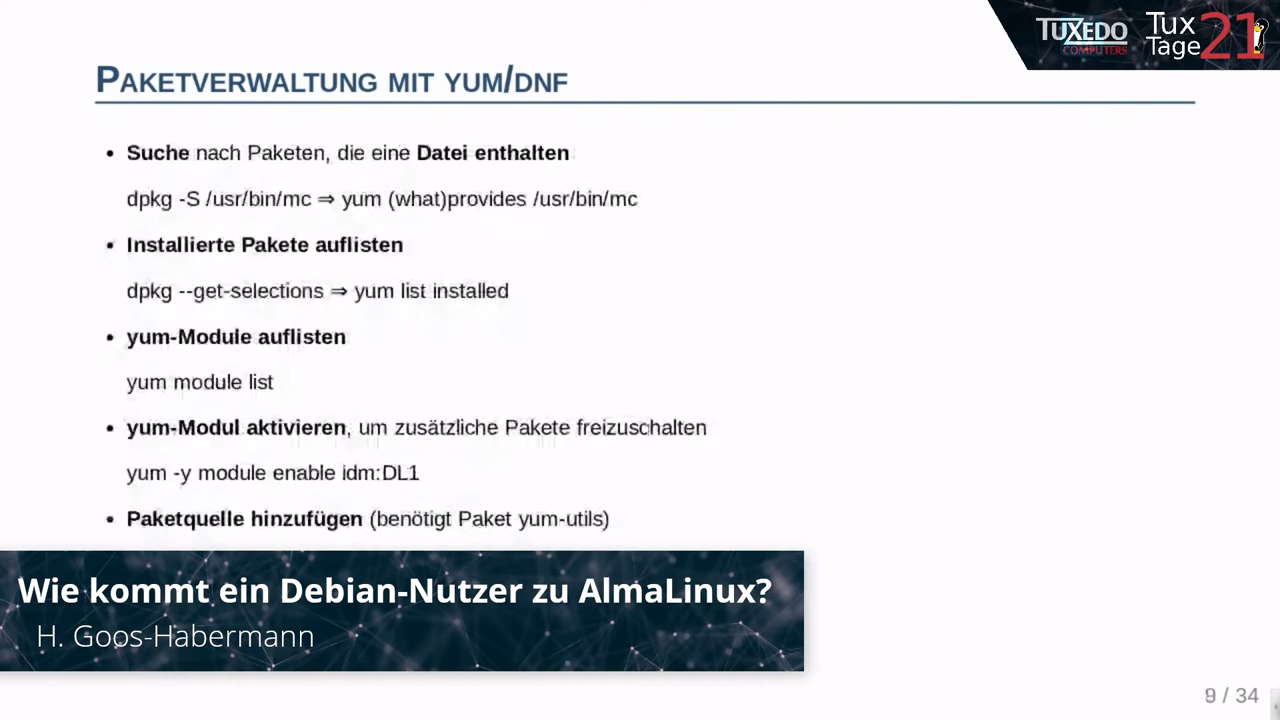 TUXEDO
COMPUTERS
Tux
Tage
21
PAKETVERWALTUNG MIT YUM/DNF
• Suche nach Paketen, die eine Datei enthalten
dpkg -S /usr/bin/mc ⇒ yum (what)provides /usr/bin/mc
• Installierte Pakete auflisten
dpkg --get-selections ⇒ yum list installed
• yum-Module auflisten
yum module list
• yum-Modul aktivieren, um zusätzliche Pakete freizuschalten
yum -y module enable idm:DL1
• Paketquelle hinzufügen (benötigt Paket yum-utils)
Wie kommt ein Debian-Nutzer zu AlmaLinux?
H. Goos-Habermann
9 / 34